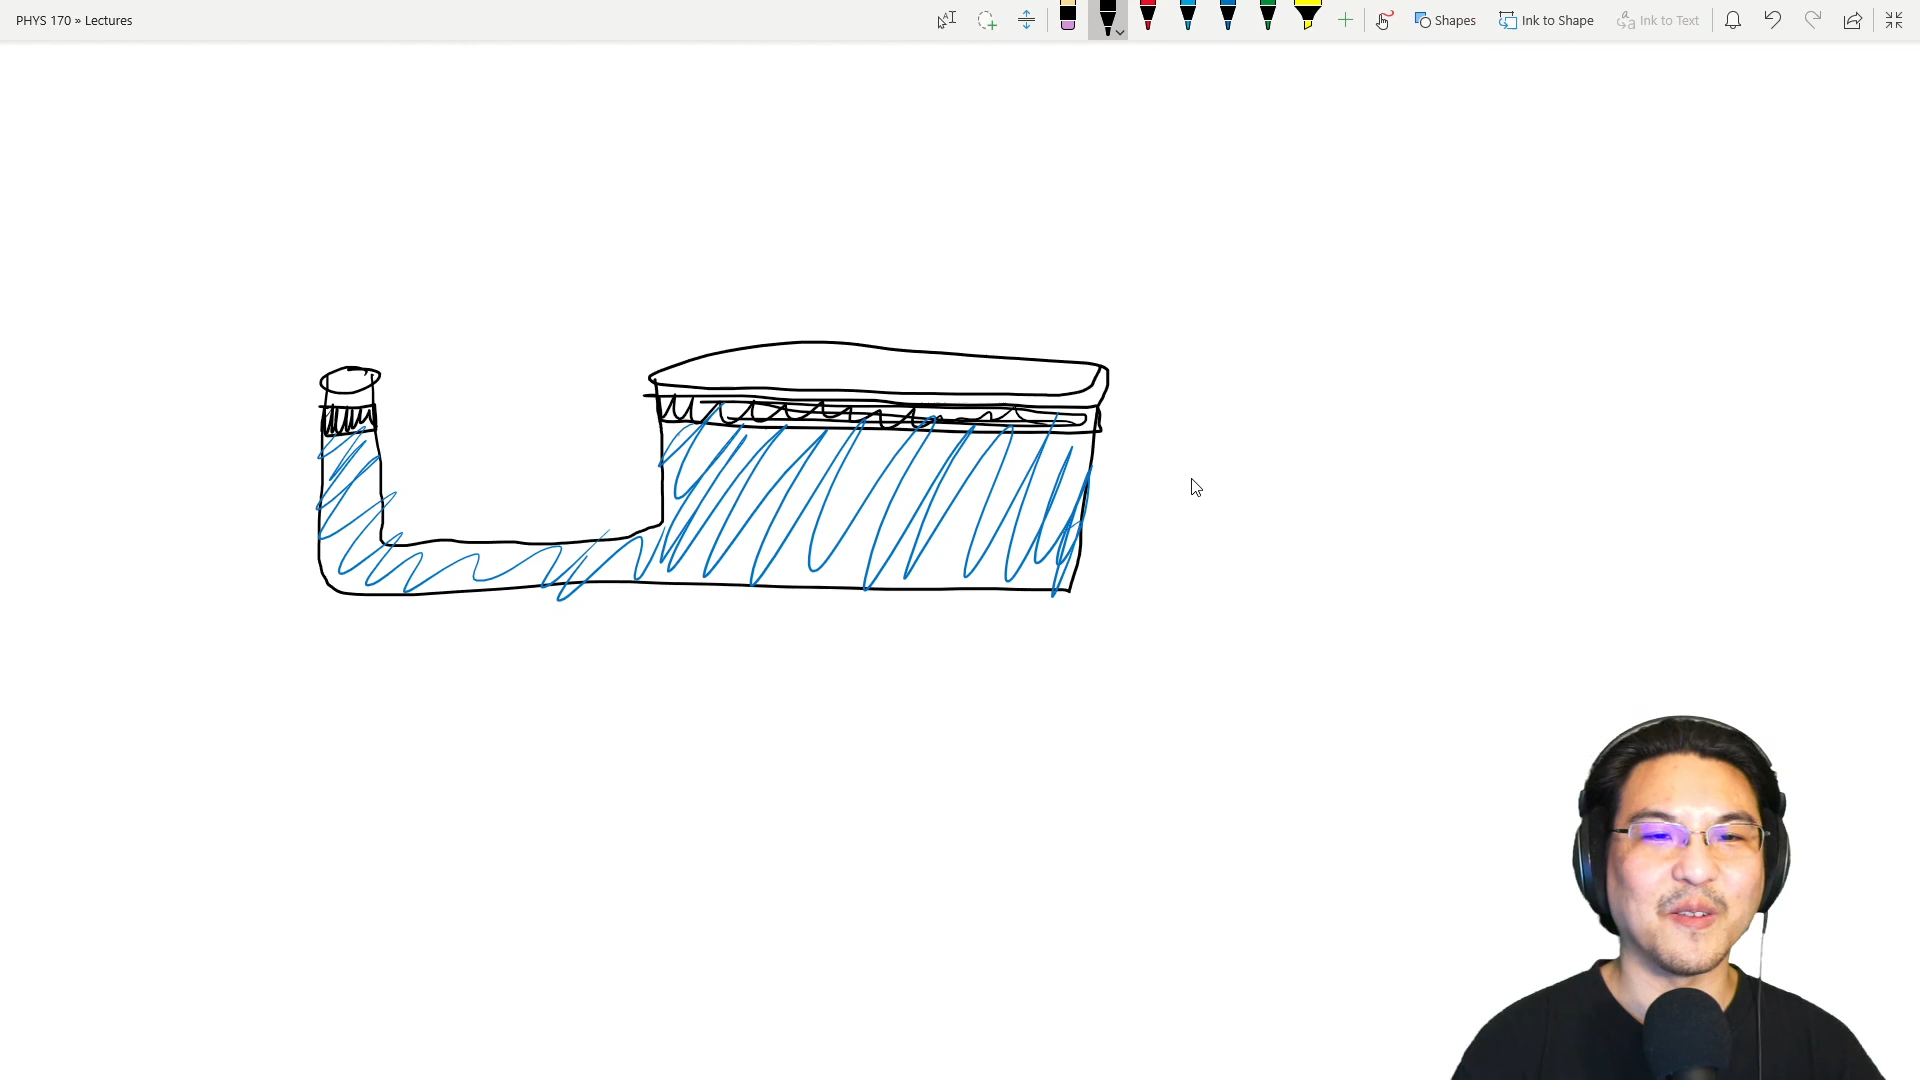 PHYS 170 » Lectures
Shapes
Ink to Shape
Ink to Text